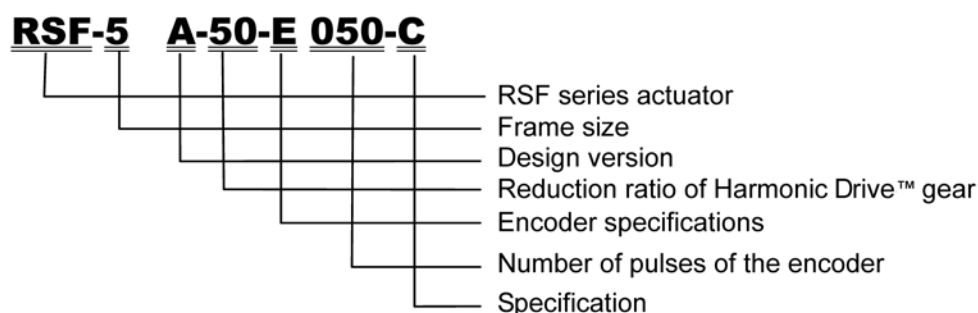 RSF-5 A-50-E 050-C
RSF series actuator
Frame size
Design version
Reduction ratio of Harmonic Drive™ gear
Encoder specifications
Number of pulses of the encoder
Specification